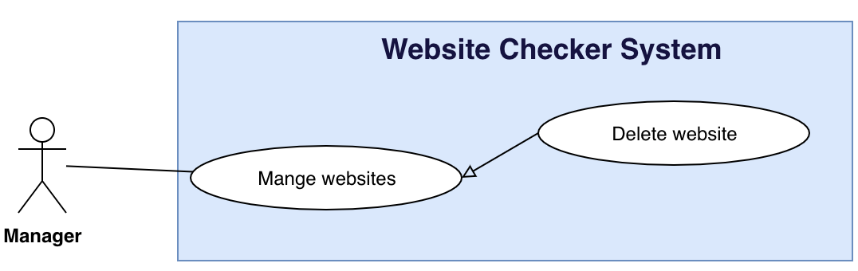 Website Checker System
Delete website
Mange websites
Manager